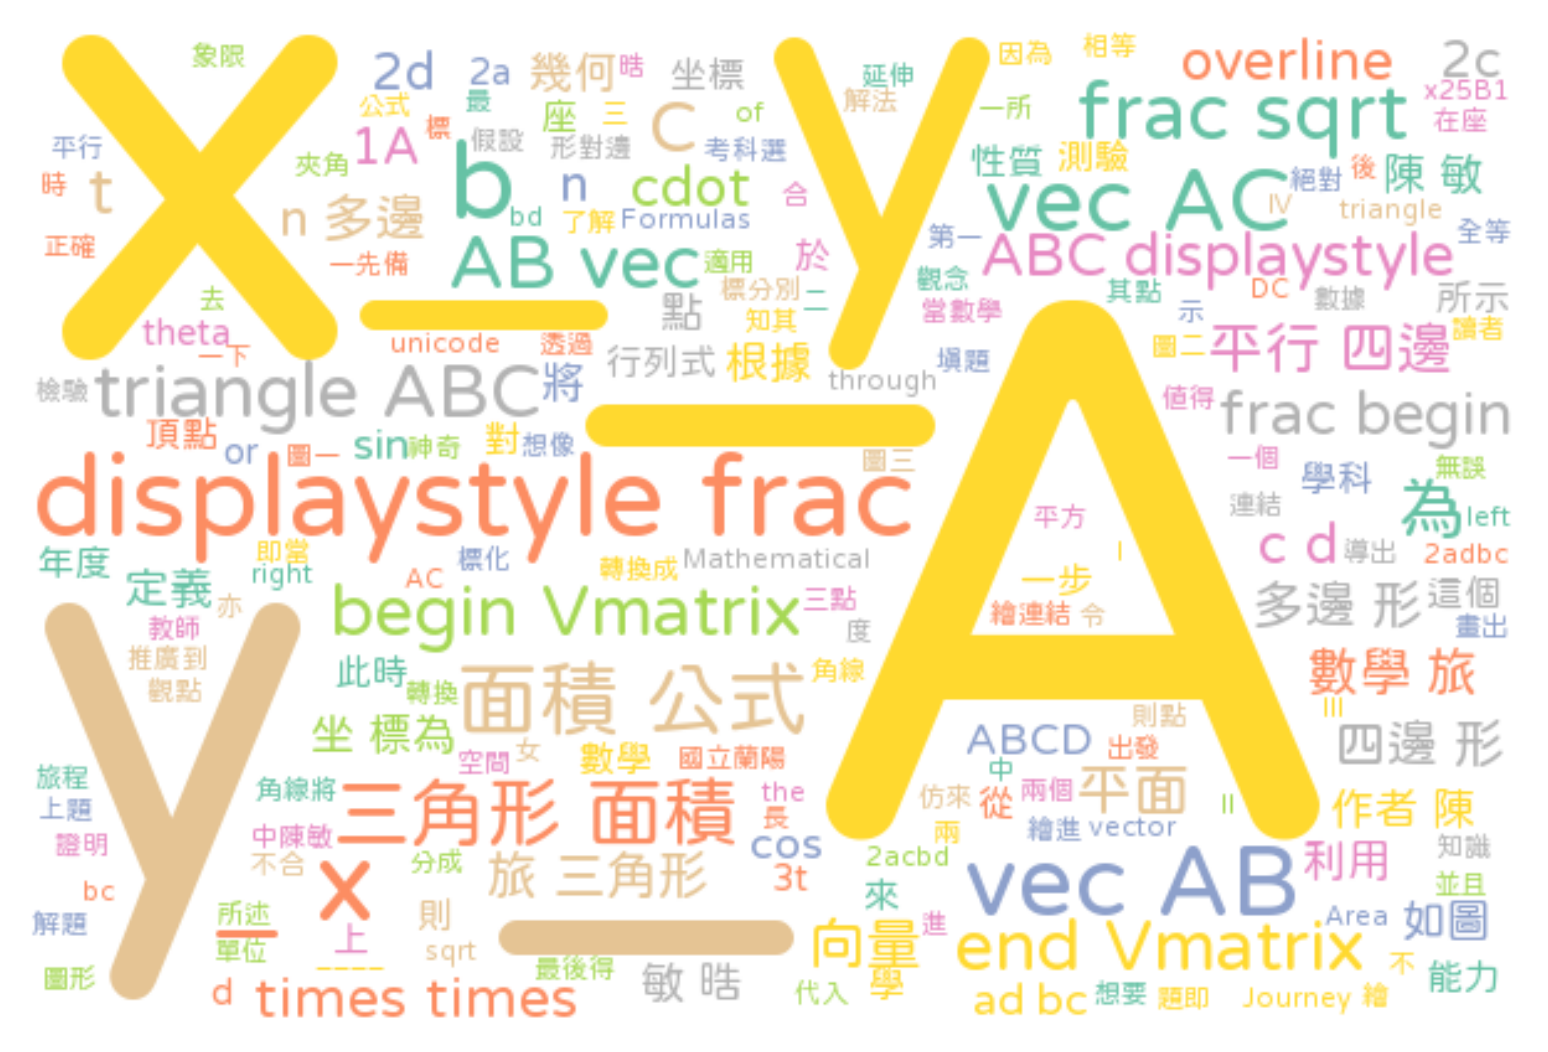 x 象限 2d 2a 幾何 晧 坐標 y 延伸 因為 相等 overline 2c
公式 最 座 三 C of 解法 一所 frac sqrt x25B1
平行 夾角 1A 標 假設 形對邊 考科選 性質 測驗 在座
時 t b n cdot 合 vec AC 絕對 後 陳 敏
n 多邊 bd 了解 Formulas IV triangle
正確 一先備 AB vec 適用 於 第一 ABC displaystyle 全等
去 _ 點 標分別 二 觀念 其點 DC 數據 所示
theta 知其 當數學 示 讀者
一下 unicode 透過 行列式 根據 塡題 圖二 平行 四邊
檢驗 triangle ABC 將 through 值得 frac begin
頂點 or 圖一 sin 神奇 對 想像 _ 圖三 A 一個 學科 無誤
displaystyle frac 平方 連結 為 left
年度 即當 標化 轉換成 Mathematical I c d 導出 2adbc
定義 right AC 一步
y 亦 begin Vmatrix 三點 繪連結 令 多邊 形 這個
教師 度 畫出
推廣到 此時 面積 公式 角線 數學 旅
觀點 轉換 則點 III
坐 標為 空間 女 數學 國立蘭陽 ABCD 出發 四邊 形
旅程 角線將 三角形 面積 the 中 兩個 平面
上題 長 仿來 從 II 作者 陳
證明 中陳敏 cos 兩 繪進 vector
不合 x 分成 旅 三角形 3t 2acbd vec AB 利用 知識
bc 來 並且
解題 所述 則 向量 進 Area 如圖
_ 單位 上 sqrt _ end Vmatrix 不
圖形 ____ 最後得 敏 晧 學 能力
d times times 代入 ad bc 想要 題即 Journey 繪